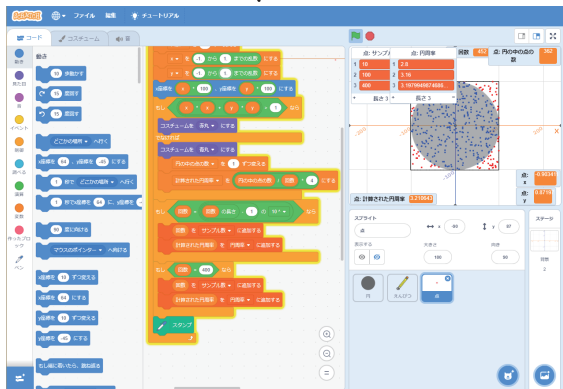 SCRATCH
ファイル
編集
チュートリアル
コード
コスチューム
音
動き
見た目
音
イベント
制御
調べる
演算
変数
作ったブロック
ペン
動き
10 歩動かす
15 度回す
15 度回す
どこかの場所 へ行く
x座標を 64 、y座標を -45 にする
1 秒で どこかの場所 へ行く
1 秒でx座標を 64 に、y座標を
90 度に向ける
マウスのポインター へ向ける
x座標を 10 ずつ変える
x座標を 64 にする
y座標を 10 ずつ変える
y座標を -45 にする
もし端に着いたら、跳ね返る
x を -1 から 1 までの乱数 にする
y を -1 から 1 までの乱数 にする
x座標を x * 100 、y座標を y * 100 にする
もし x * x + y * y 1 なら
コスチュームを 赤丸 にする
でなければ
コスチュームを 青丸 にする
円の中の点の数 を 1 ずつ変える
計算された円周率 を 円の中の点の数 / 回数 * 4 にする
もし 回数 = 回数 の長さ 1 の 10 ^ なら
回数 を サンプル数 に追加する
計算された円周率 を 円周率 に追加する
もし 回数 = 400 なら
回数 を サンプル数 に追加する
計算された円周率 を 円周率 に追加する
スタンプ
点: サンプル
1 10
2 100
3 400
+ 長さ 3 =
点: 円周率
1 2.8
2 3.16
3
+ 長さ 3 =
回数 452
点: 円の中の点の数 362
点: x
点: y
点: 計算された円周率 3.219643
スプライト
点
x
y 97
表示する
大きさ
100
向き
90
円
えんぴつ
点
ステージ
背景